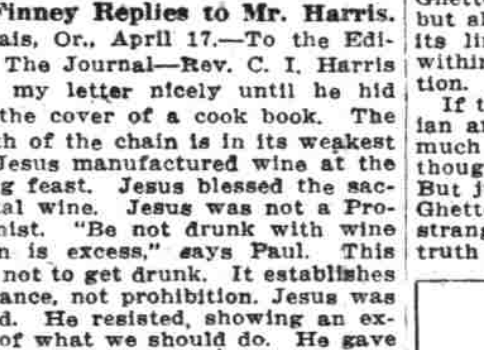 Finney Replies to Mr. Harris.
ais, Or., April 17.—To the Edi-
The Journal—Rev. C. I. Harris
my letter nicely until he hid
the cover of a cook book. The
th of the chain is in its weakest
Jesus manufactured wine at the
g feast. Jesus blessed the sac-
tal wine. Jesus was not a Pro-
nist. "Be not drunk with wine
n is excess," says Paul. This
not to get drunk. It establishes
ance, not prohibition. Jesus was
d. He resisted, showing an ex-
of what we should do. He gave
but al
its li
within
tion.
If t
ian a
much
thoug
But i
Ghett
strang
truth